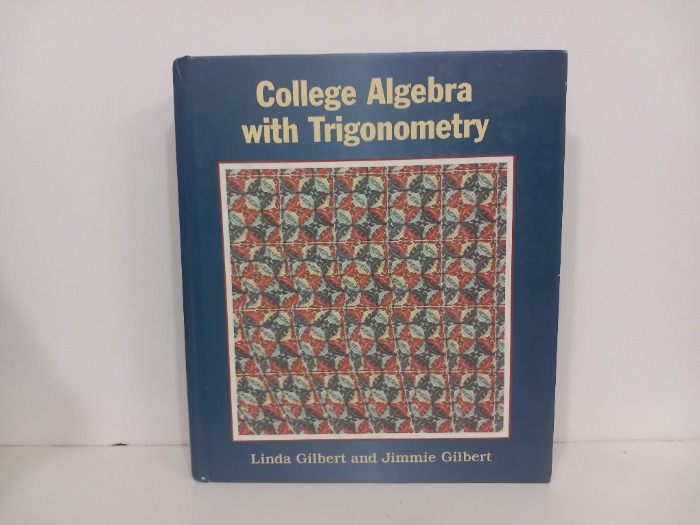 College Algebra
with Trigonometry
Linda Gilbert and Jimmie Gilbert